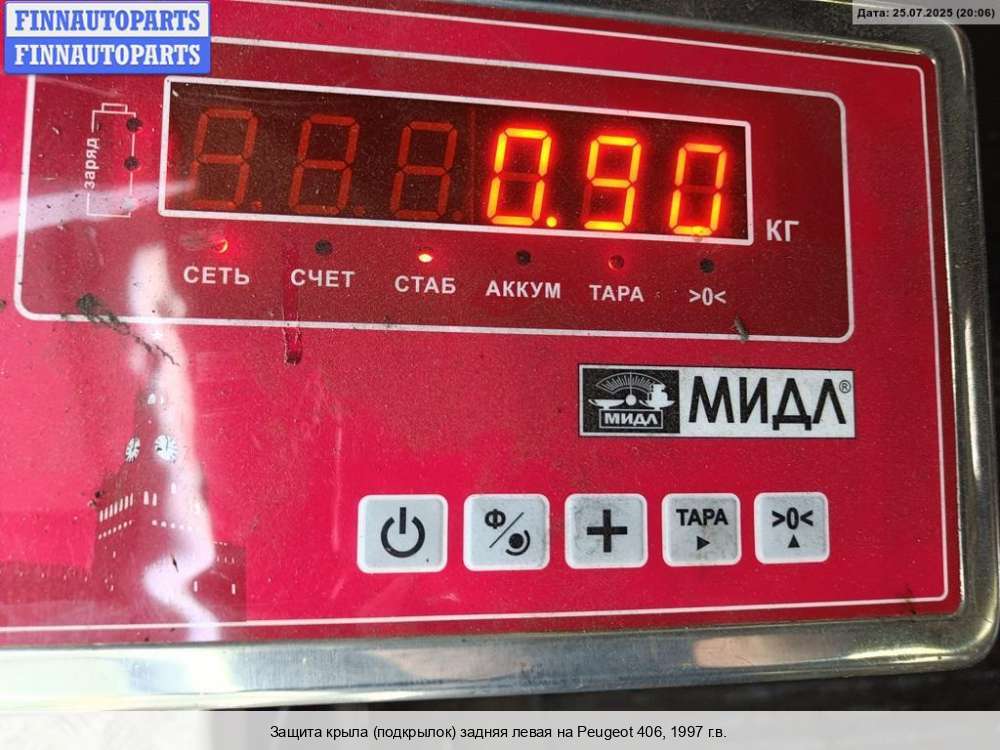 FINNAUTOPARTS
FINNAUTOPARTS
Дата: 25.07.2025 (20:06)
заряд
0.90
КГ
СЕТЬ СЧЕТ СТАБ АККУМ ТАРА >0<
МИДЛ МИДЛ®
Ф ТАРА >0<
Защита крыла (подкрылок) задняя левая на Peugeot 406, 1997 г.в.